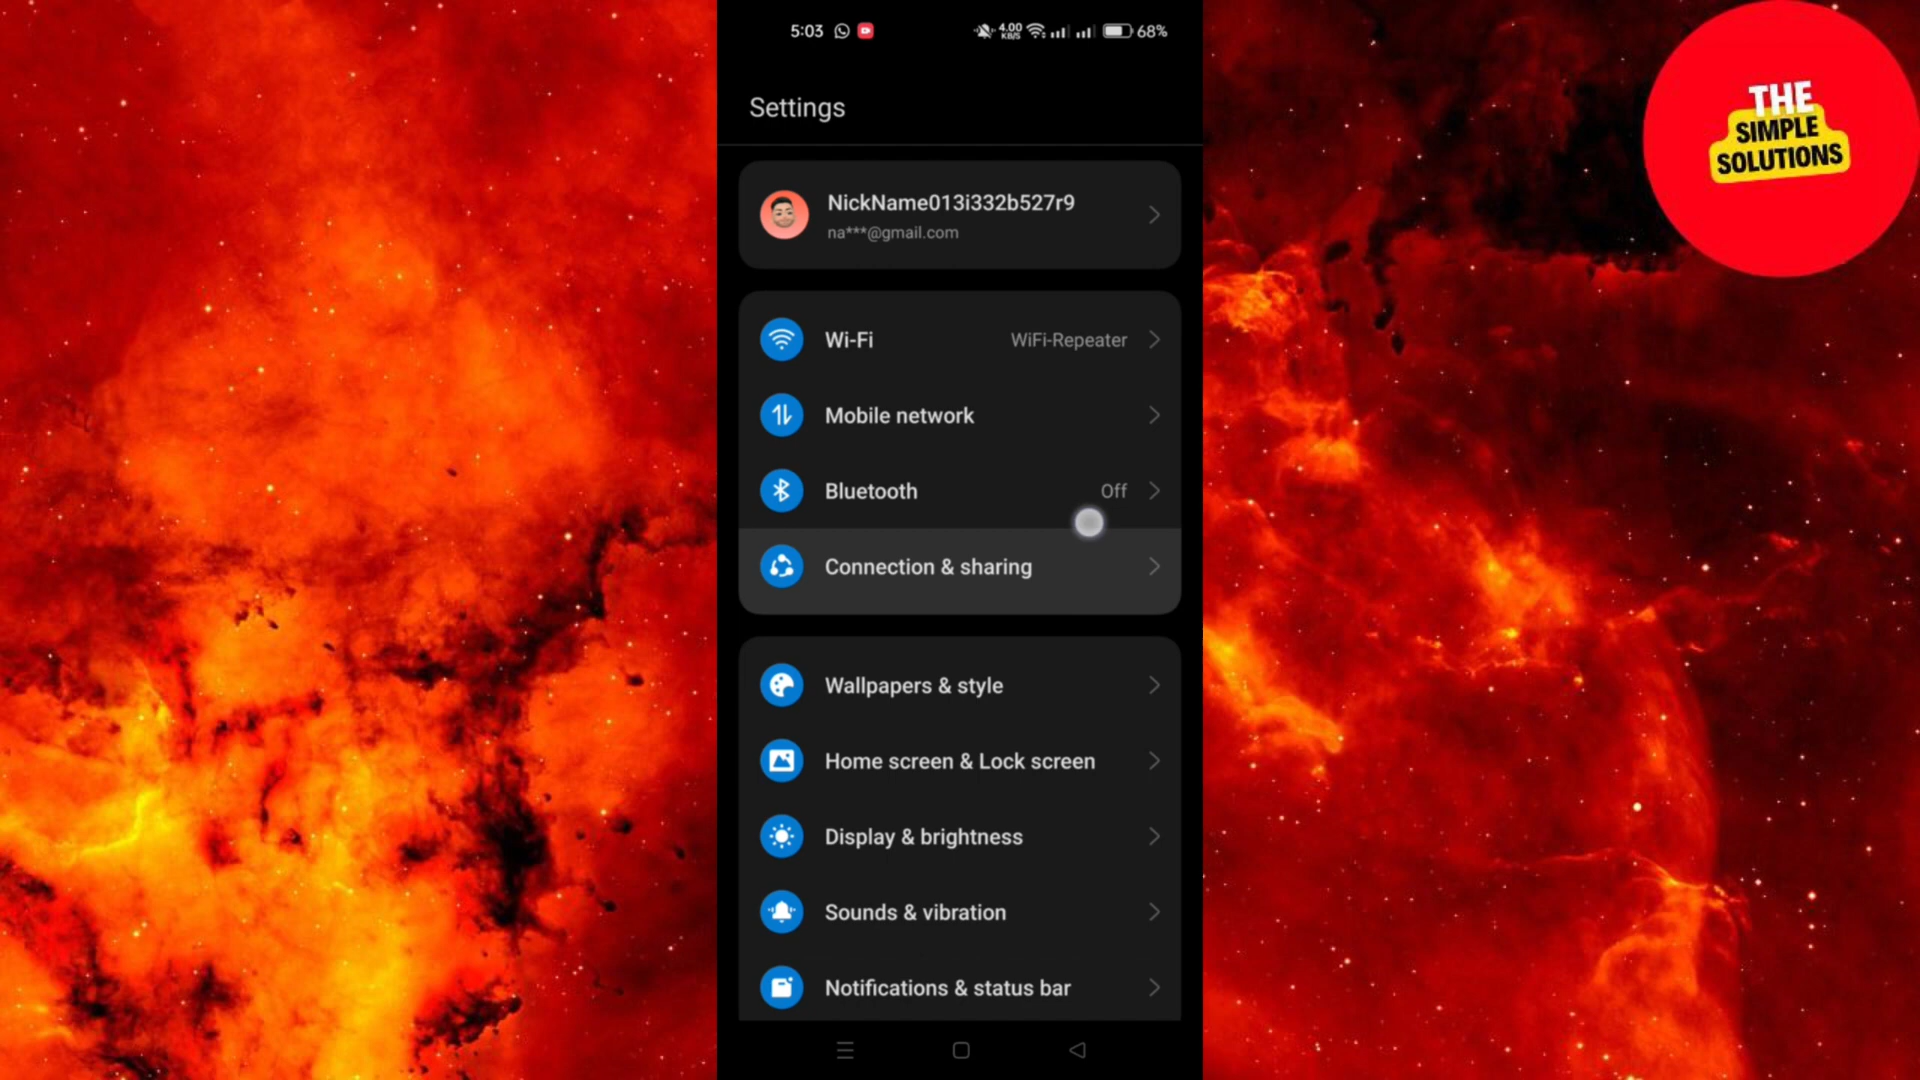 5:03
4.00
KB/S
68%
THE
SIMPLE
SOLUTIONS
Settings
NickName013i332b527r9
na***@gmail.com
Wi-Fi WiFi-Repeater
Mobile network
Bluetooth Off
Connection & sharing
Wallpapers & style
Home screen & Lock screen
Display & brightness
Sounds & vibration
Notifications & status bar